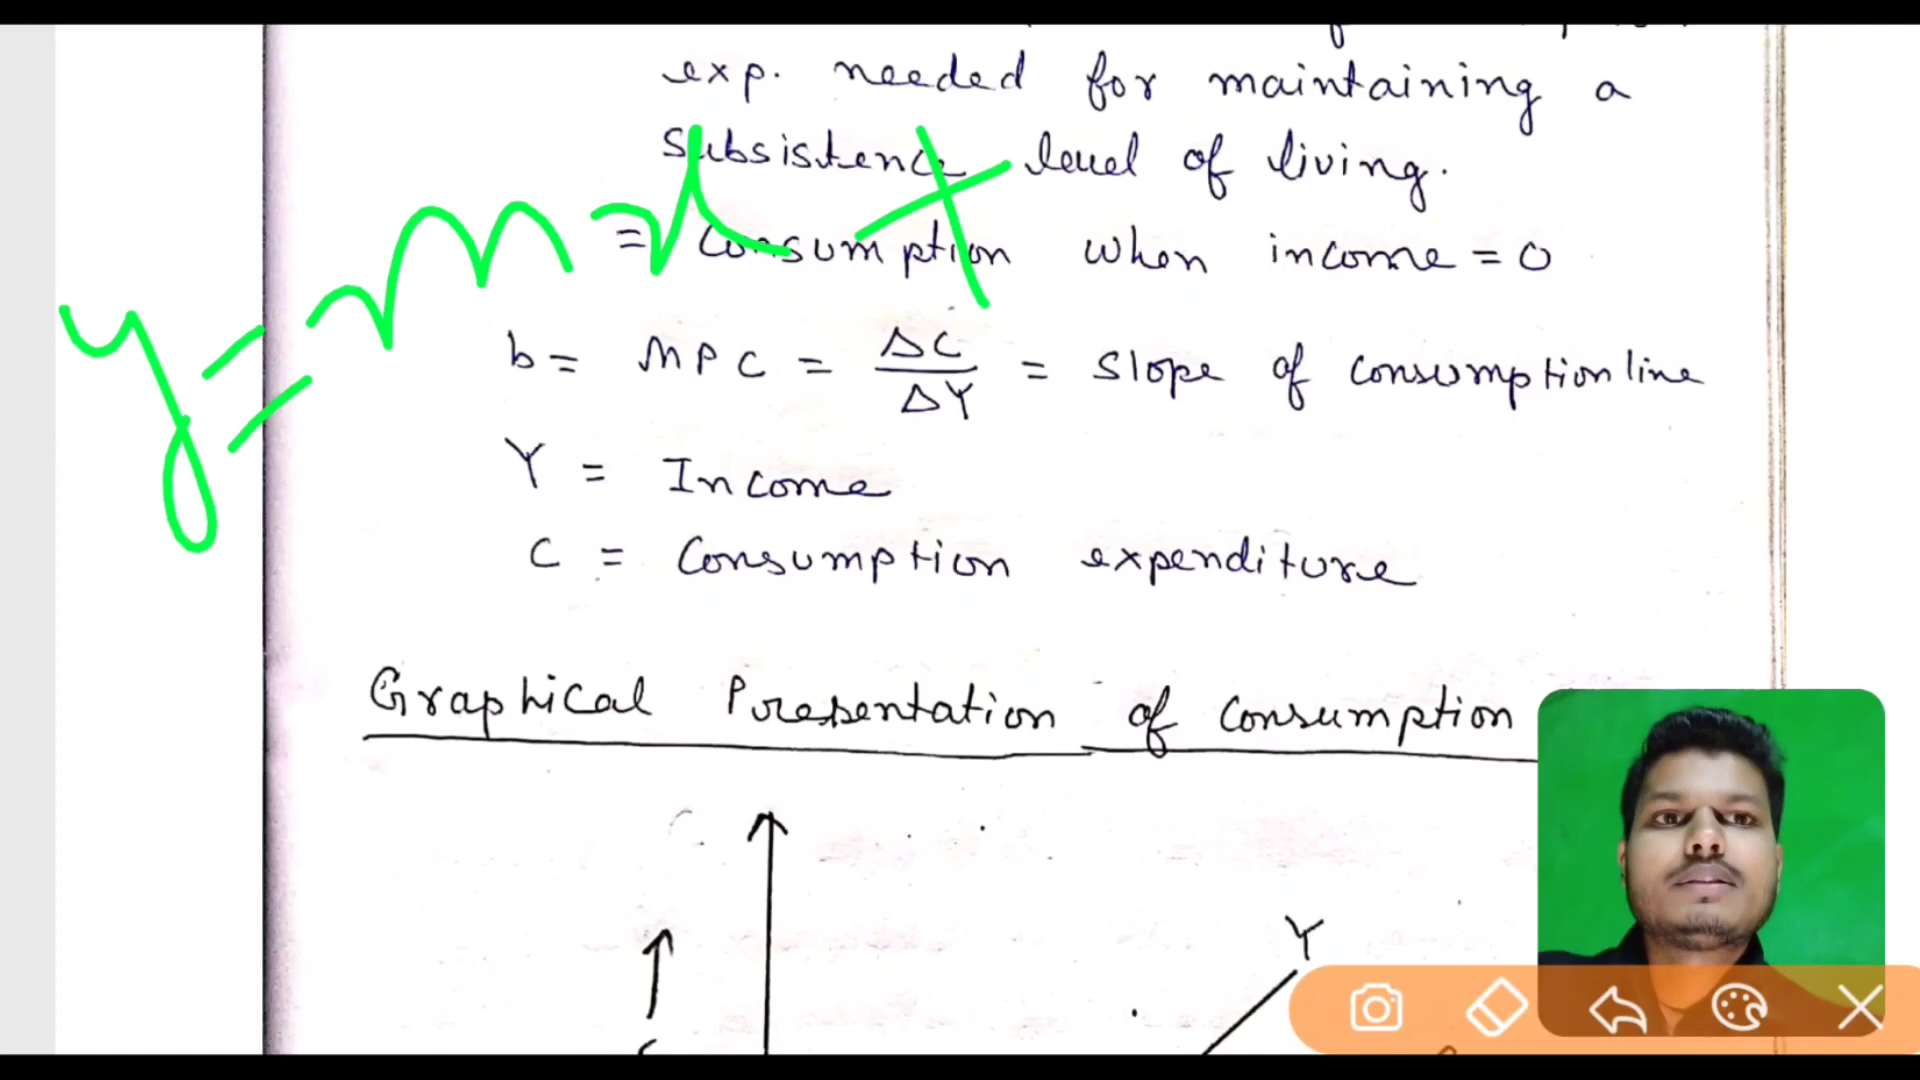 exp. needed for maintaining a
subsistence level of living.
= consumption when income = 0
y = mx
b = MPC = ΔC/ΔY = Slope of consumption line
Y = Income
C = Consumption expenditure
Graphical Presentation of Consumption
Y